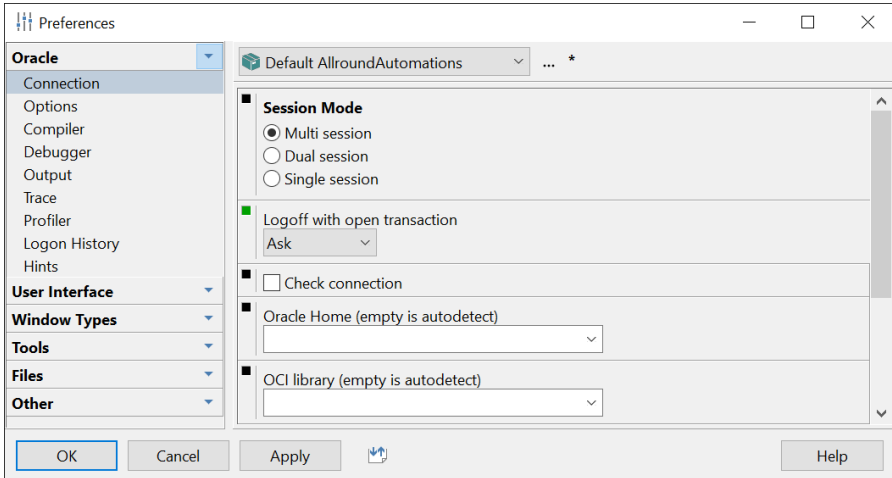 Preferences
Oracle
Connection
Options
Compiler
Debugger
Output
Trace
Profiler
Logon History
Hints
User Interface
Window Types
Tools
Files
Other
Default AllroundAutomations
... *
Session Mode
Multi session
Dual session
Single session
Logoff with open transaction
Ask
Check connection
Oracle Home (empty is autodetect)
OCI library (empty is autodetect)
OK
Cancel
Apply
Help